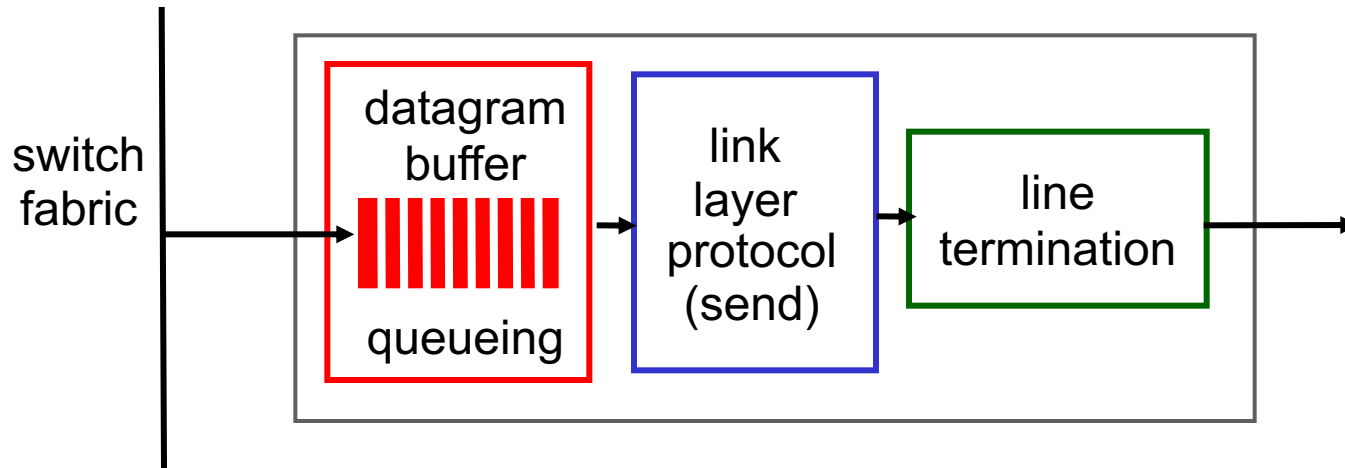 switch
fabric
datagram
buffer
queueing
link
layer
protocol
(send)
line
termination